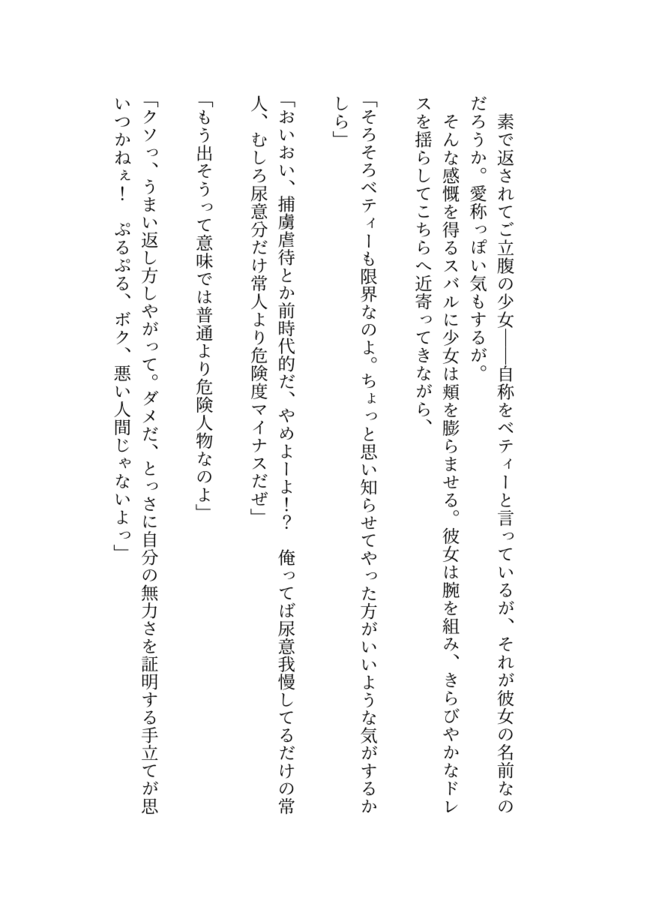 素で返されてご立腹の少女――自称をベティーと言っているが、それが彼女の名前なの
だろうか。愛称っぽい気もするが。
　そんな感慨を得るスバルに少女は頬を膨らませる。彼女は腕を組み、きらびやかなドレ
スを揺らしてこちらへ近寄ってきながら、
「そろそろベティーも限界なのよ。ちょっと思い知らせてやった方がいいような気がするか
しら」
「おいおい、捕虜虐待とか前時代的だ、やめよーよ!?　俺ってば尿意我慢してるだけの常
人、むしろ尿意分だけ常人より危険度マイナスだぜ」
「もう出そうって意味では普通より危険人物なのよ」
「クソっ、うまい返し方しやがって。ダメだ、とっさに自分の無力さを証明する手立てが思
いつかねぇ！　ぷるぷる、ボク、悪い人間じゃないよっ」